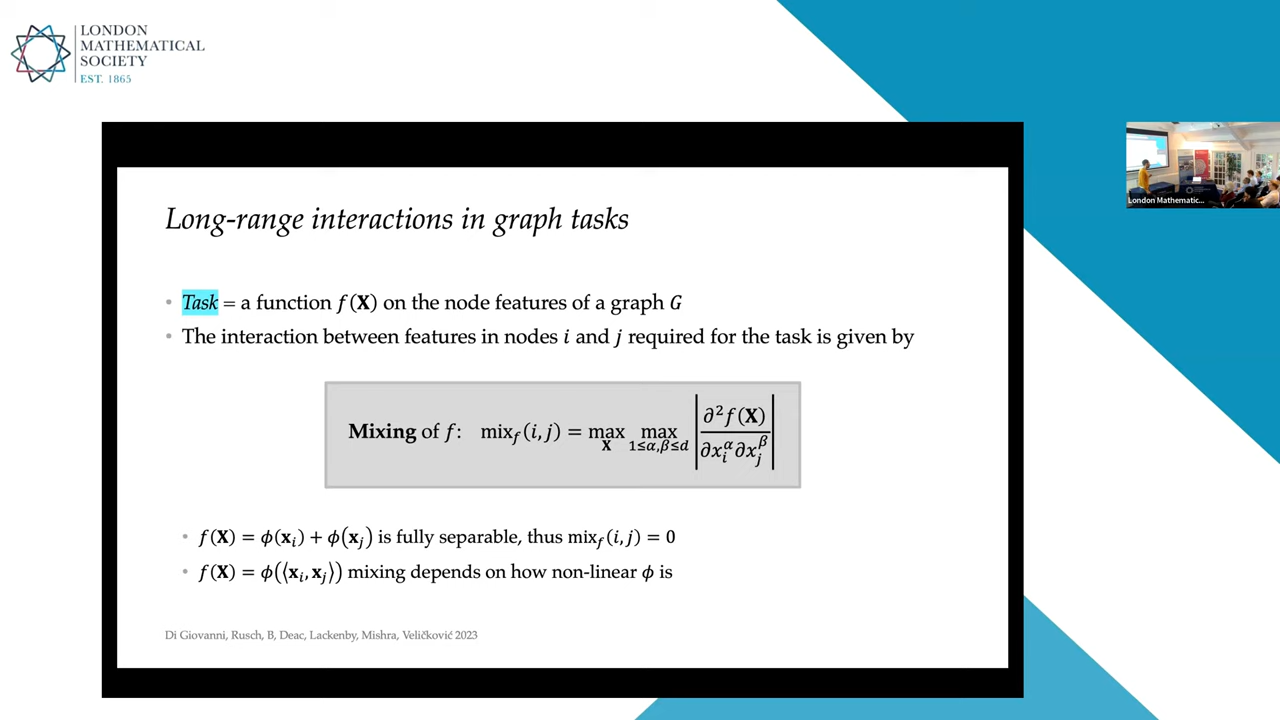 LONDON
MATHEMATICAL
SOCIETY
EST. 1865
London Mathematic...
Long-range interactions in graph tasks
• Task = a function f(𝐗) on the node features of a graph G
• The interaction between features in nodes i and j required for the task is given by
Mixing of f: mix_f(i, j) = max_𝐗 max_{1≤α,β≤d} |∂²f(𝐗) / ∂x_i^α ∂x_j^β|
• f(𝐗) = ϕ(𝐱_i) + ϕ(𝐱_j) is fully separable, thus mix_f(i, j) = 0
• f(𝐗) = ϕ(⟨𝐱_i, 𝐱_j⟩) mixing depends on how non-linear ϕ is
Di Giovanni, Rusch, B, Deac, Lackenby, Mishra, Veličković 2023